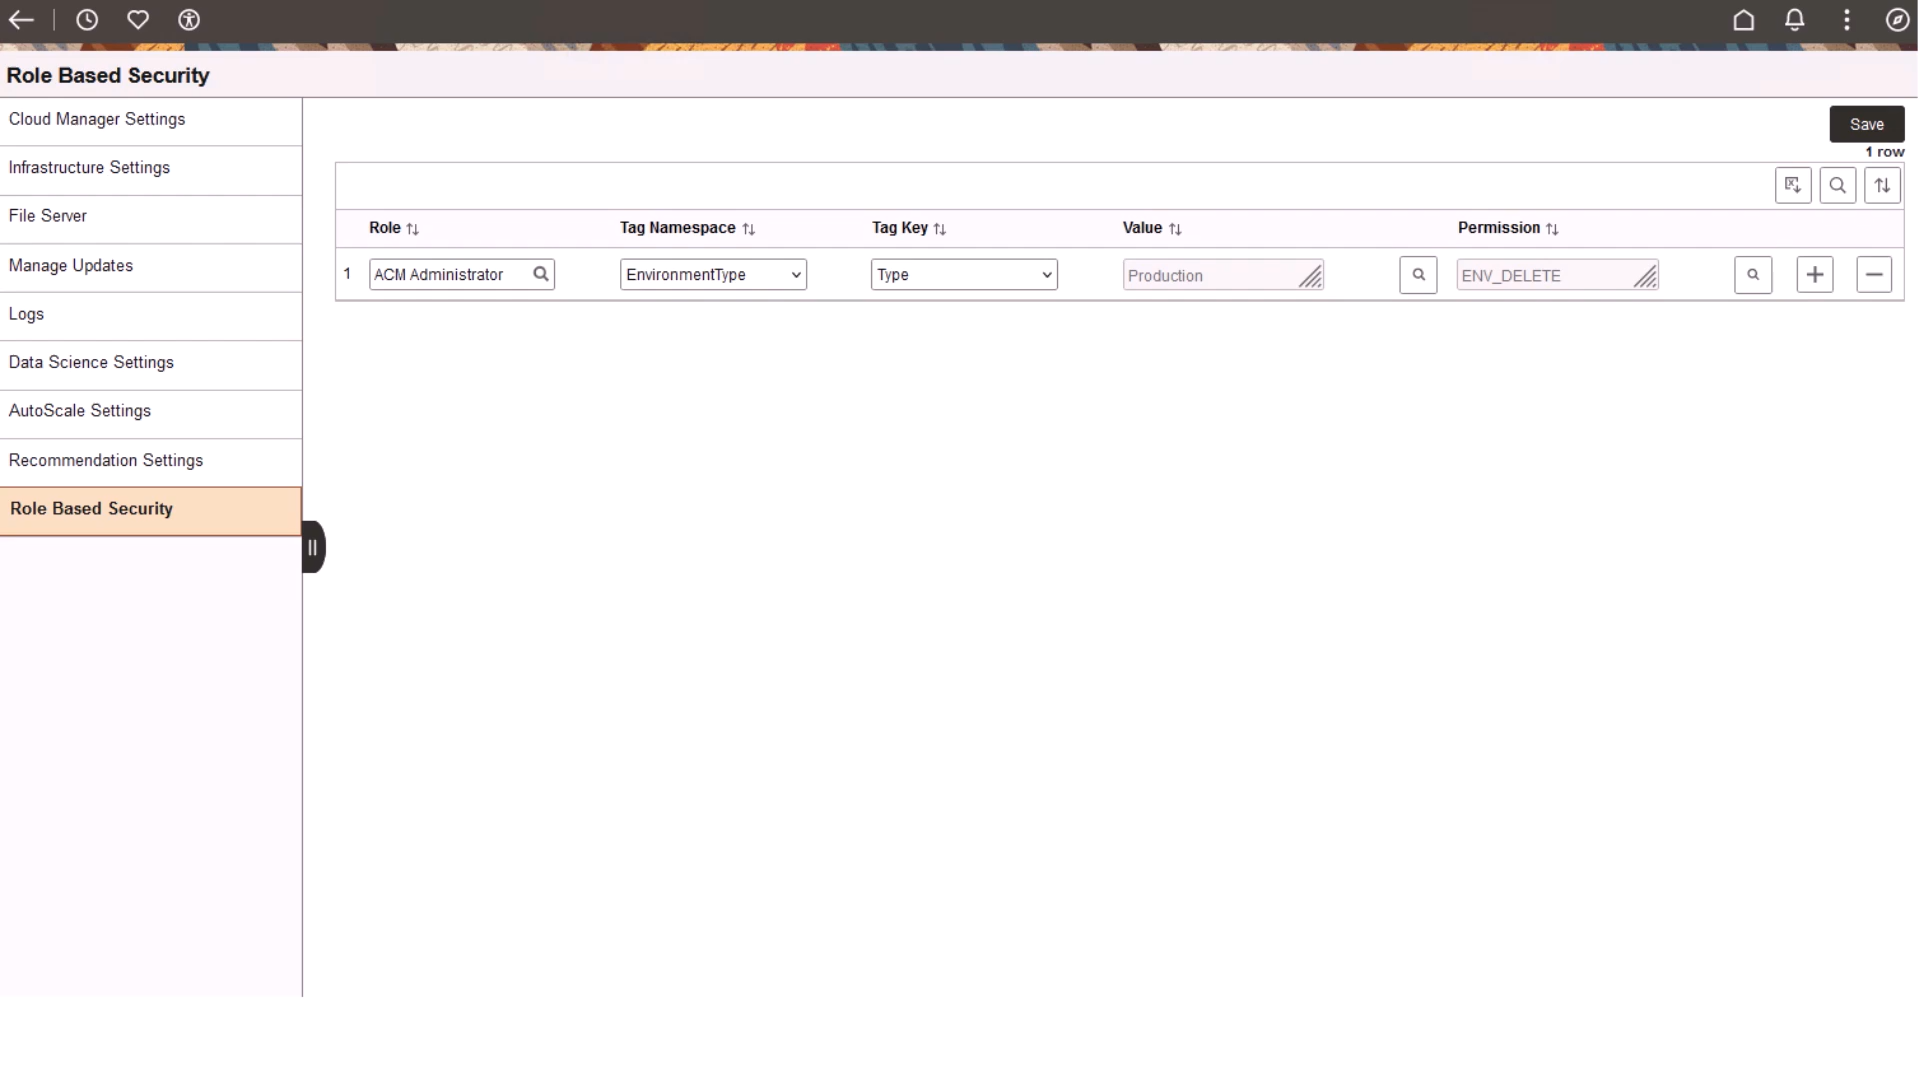 Role Based Security
Cloud Manager Settings
Infrastructure Settings
File Server
Manage Updates
Logs
Data Science Settings
AutoScale Settings
Recommendation Settings
Role Based Security
Save
1 row
Role Tag Namespace Tag Key Value Permission
1 ACM Administrator EnvironmentType Type Production ENV_DELETE